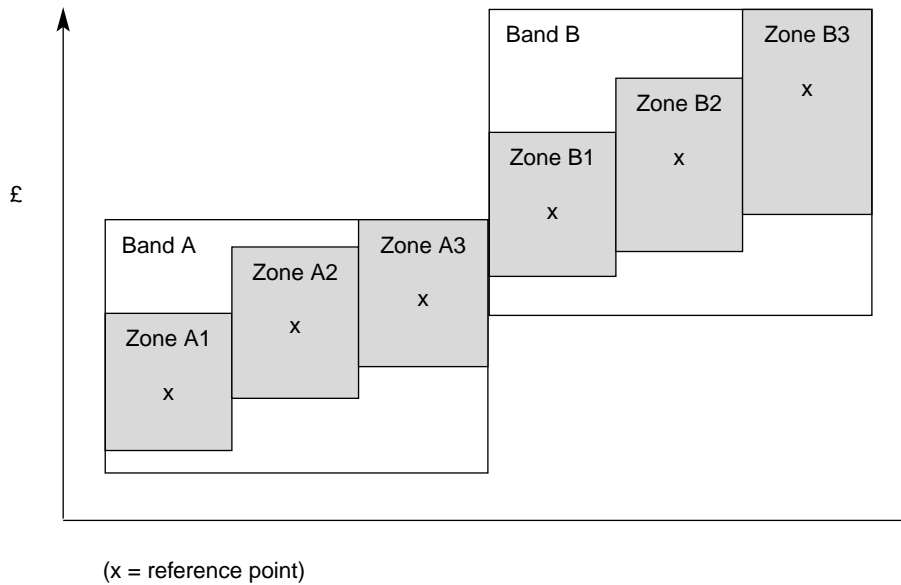 Band B
Zone B3
x
Zone B2
x
Zone B1
x
£
Band A
Zone A3
x
Zone A2
x
Zone A1
x
(x = reference point)